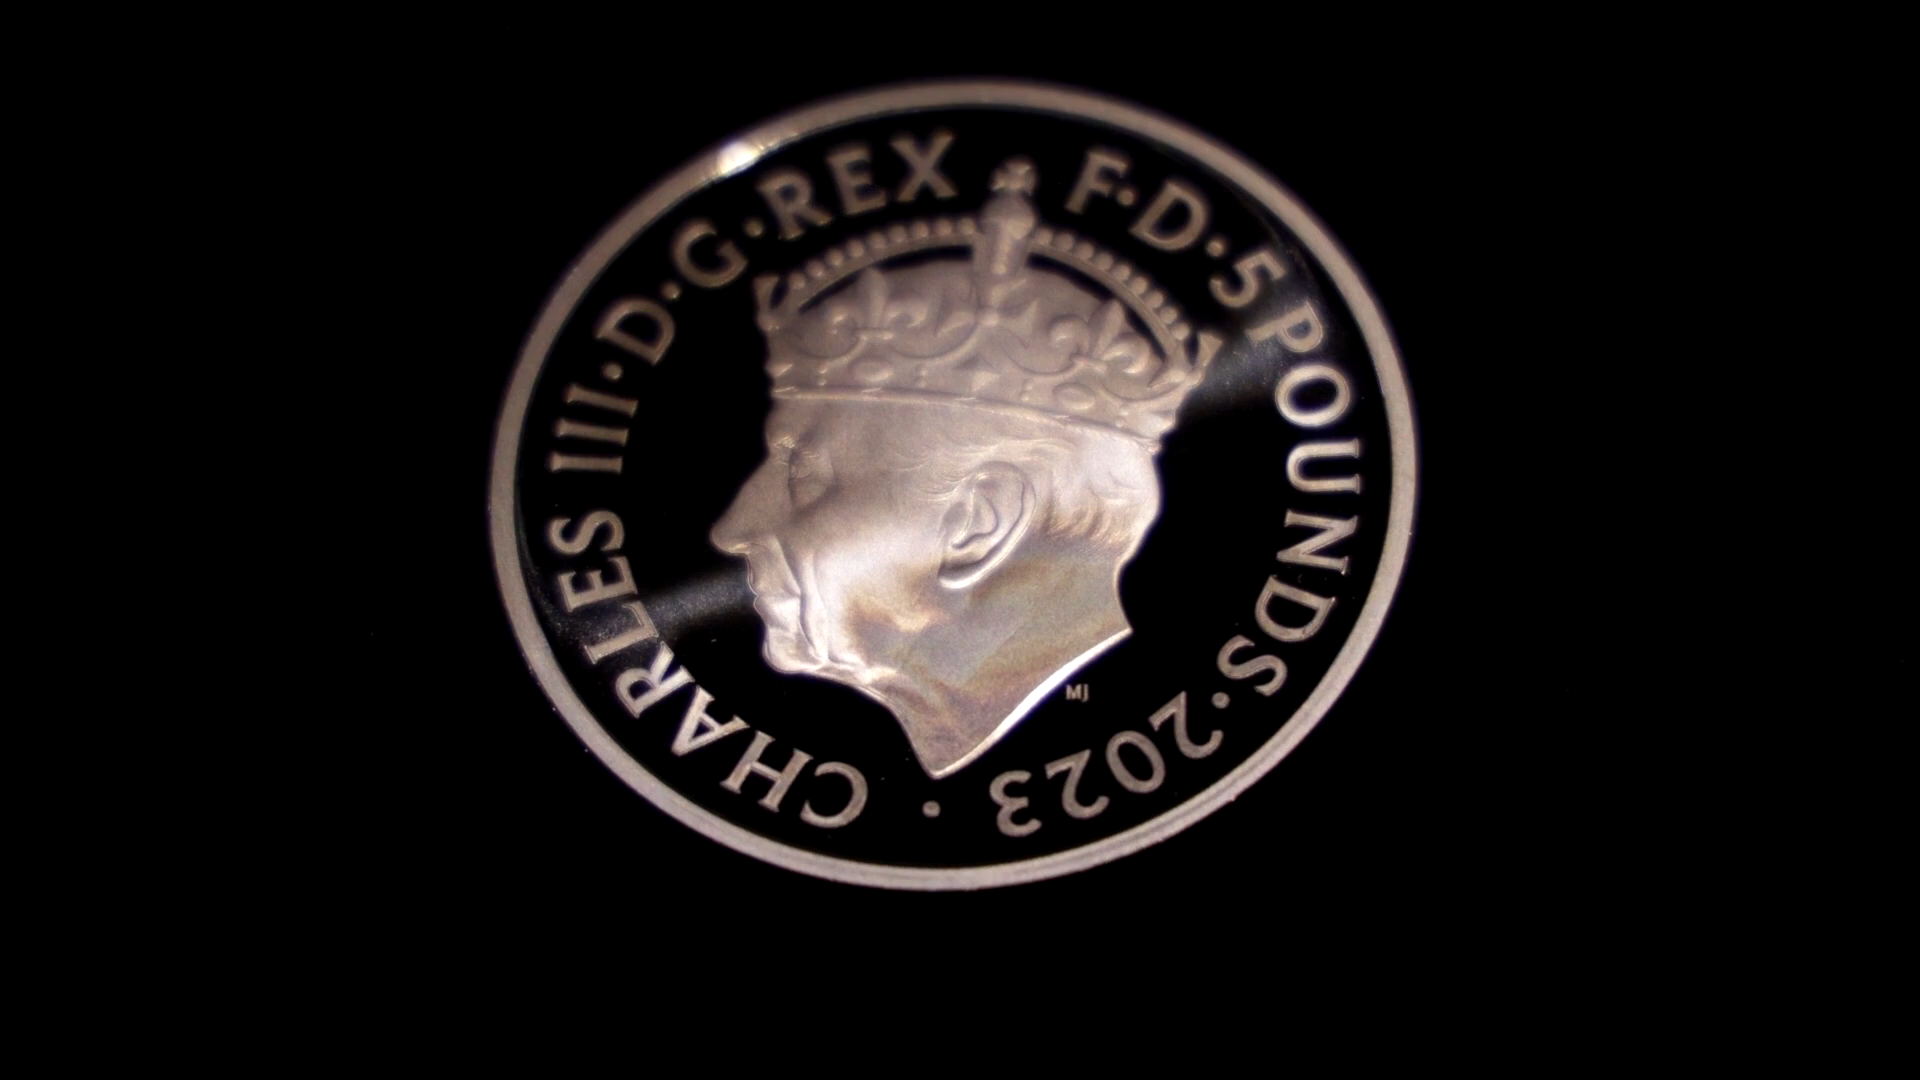 · CHARLES III · D · G · REX F · D · 5 POUNDS · 2023
MJ